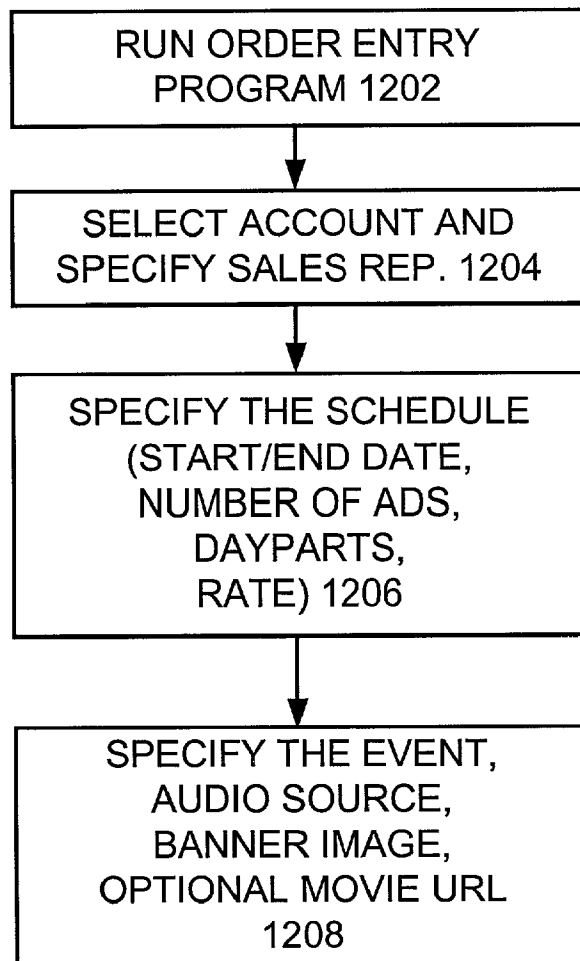 RUN ORDER ENTRY
PROGRAM 1202
SELECT ACCOUNT AND
SPECIFY SALES REP. 1204
SPECIFY THE SCHEDULE
(START/END DATE,
NUMBER OF ADS,
DAYPARTS,
RATE) 1206
SPECIFY THE EVENT,
AUDIO SOURCE,
BANNER IMAGE,
OPTIONAL MOVIE URL
1208